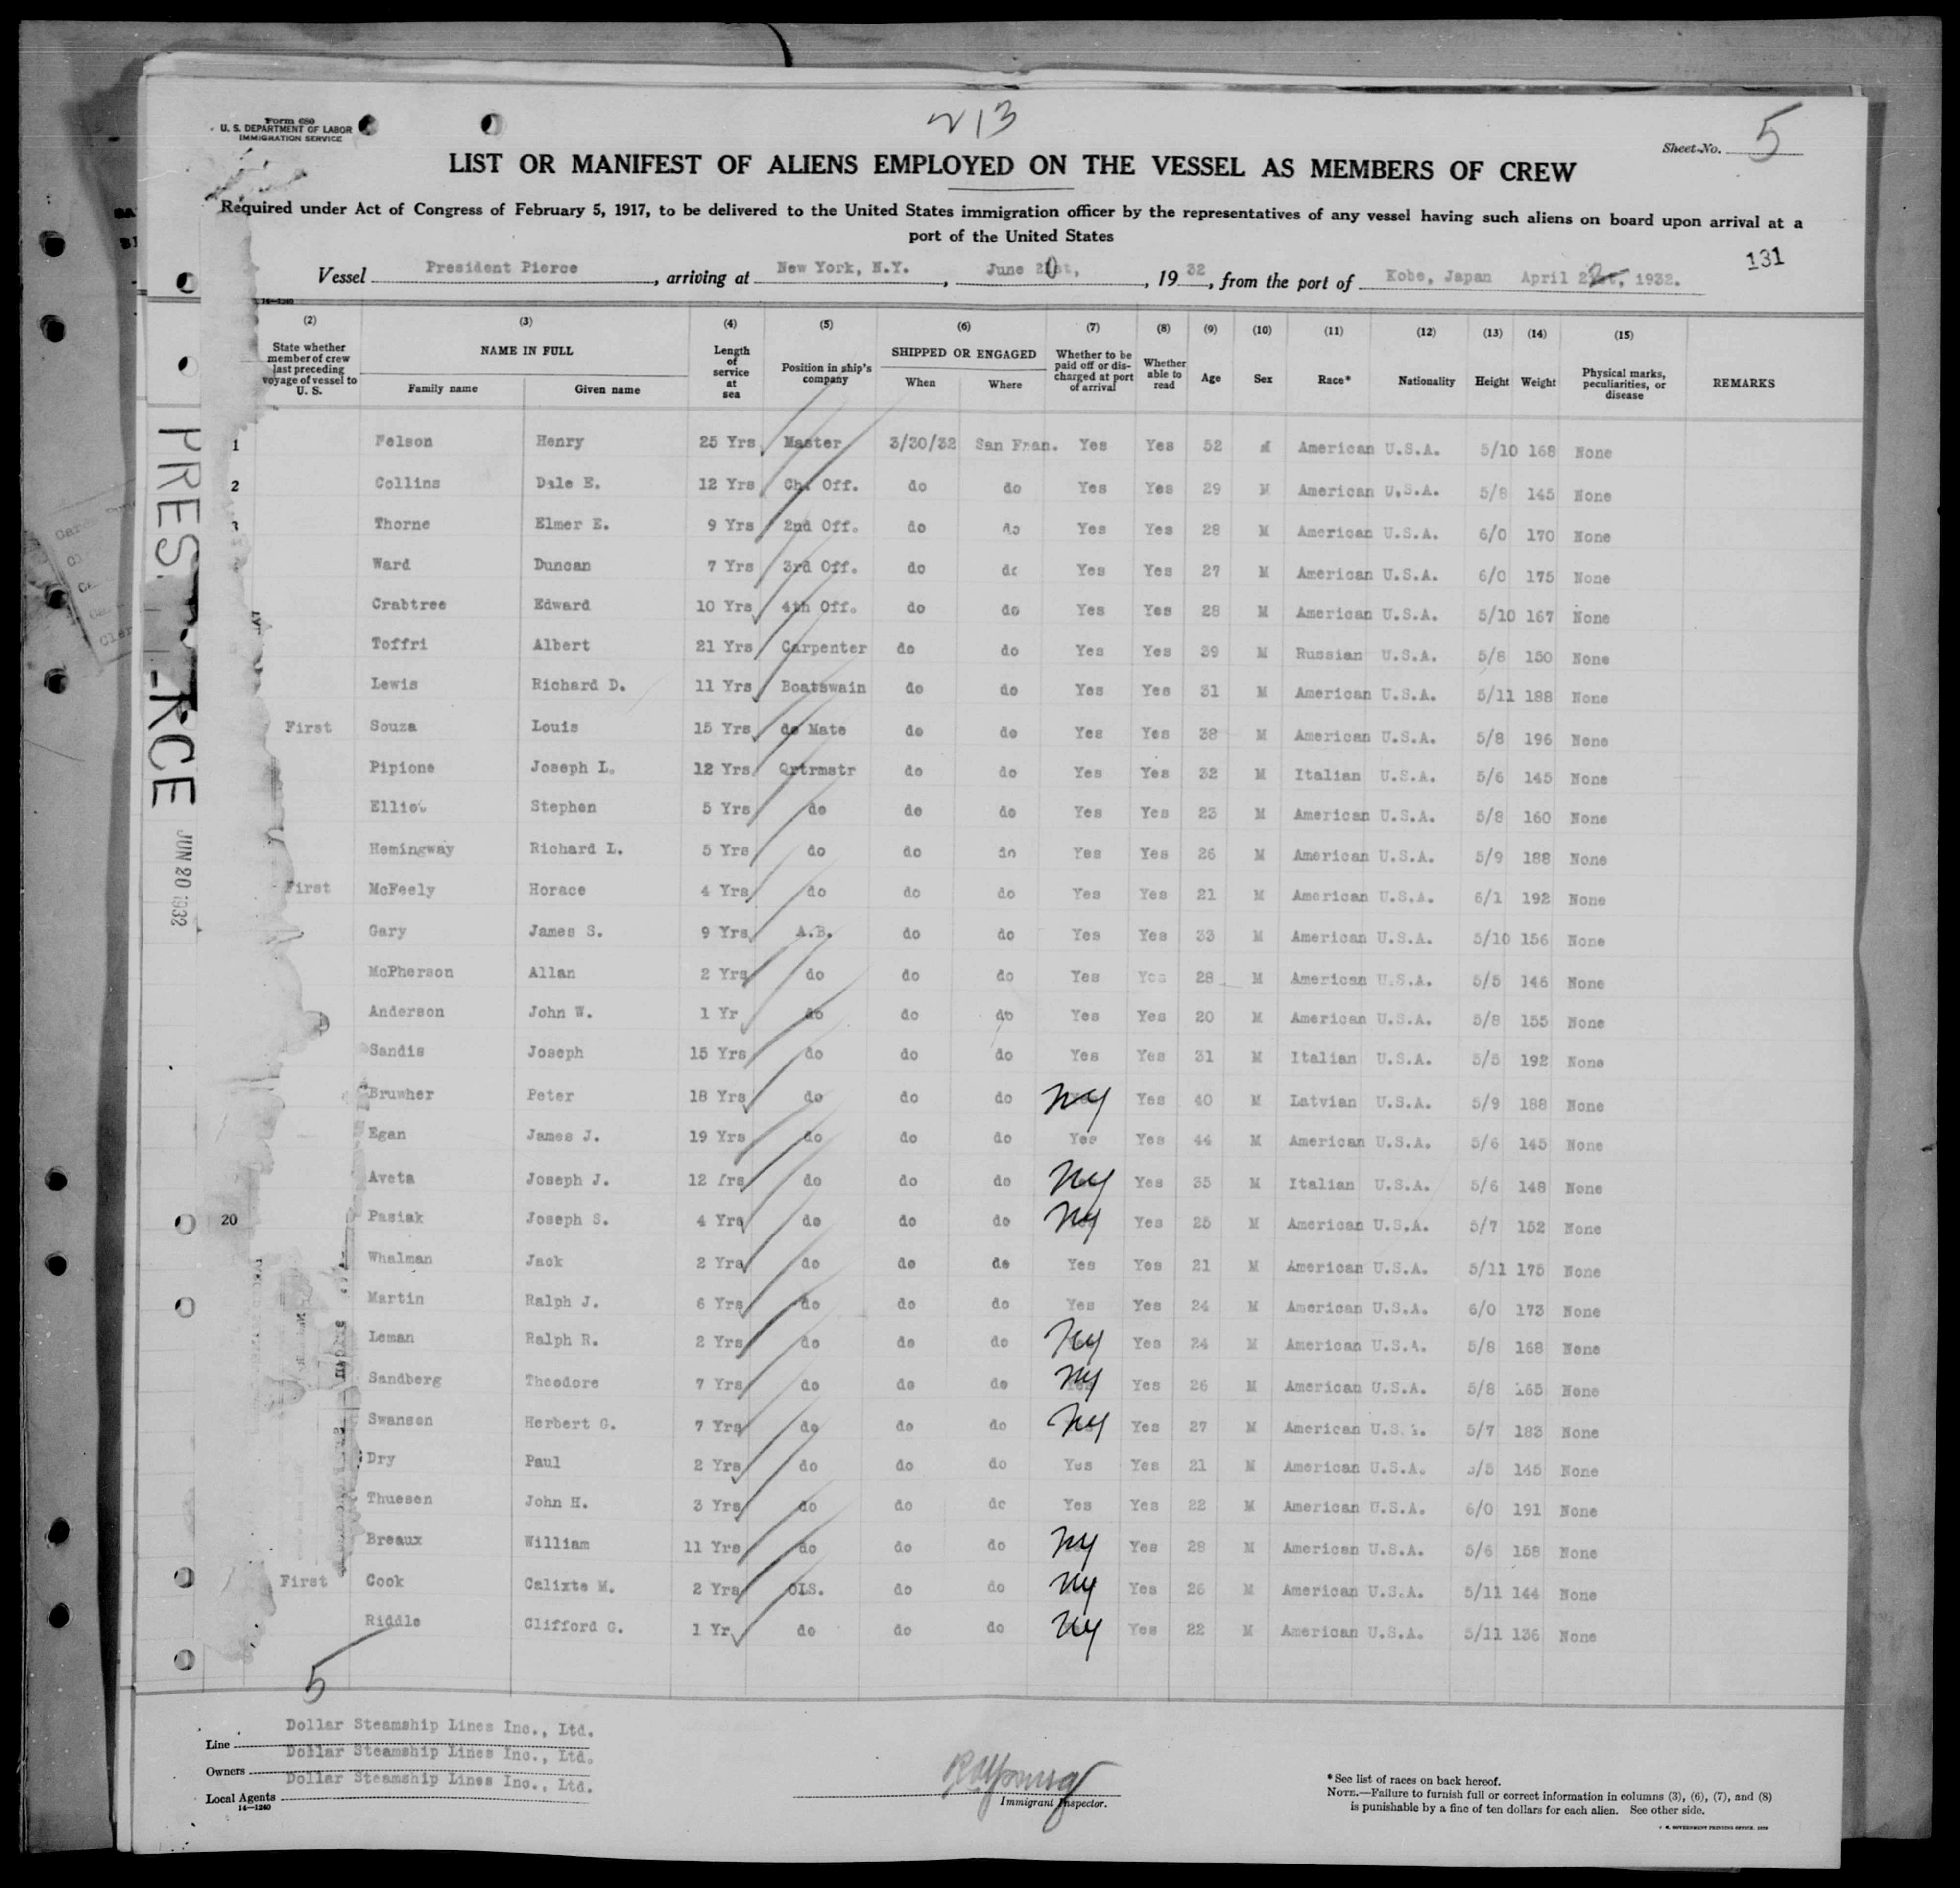 Form 680
U. S. DEPARTMENT OF LABOR
IMMIGRATION SERVICE
213
Sheet No. 5
LIST OR MANIFEST OF ALIENS EMPLOYED ON THE VESSEL AS MEMBERS OF CREW
Required under Act of Congress of February 5, 1917, to be delivered to the United States immigration officer by the representatives of any vessel having such aliens on board upon arrival at a
port of the United States
131
Vessel President Pierce, arriving at New York, N.Y., June 20st, 1932, from the port of Kobe, Japan April 22, 1932.
(2) (3) (4) (5) (6) (7) (8) (9) (10) (11) (12) (13) (14) (15)
State whether member of crew last preceding voyage of vessel to U. S.
NAME IN FULL
Family name Given name
Length of service at sea
Position in ship's company
SHIPPED OR ENGAGED
When Where
Whether to be paid off or discharged at port of arrival
Whether able to read
Age
Sex
Race*
Nationality
Height
Weight
Physical marks, peculiarities, or disease
REMARKS
1 Felson Henry 25 Yrs Master 3/30/32 San Fran. Yes Yes 52 M American U.S.A. 5/10 168 None
2 Collins Dale E. 12 Yrs Ch. Off. do do Yes Yes 29 M American U.S.A. 5/8 145 None
3 Thorne Elmer E. 9 Yrs 2nd Off. do do Yes Yes 28 M American U.S.A. 6/0 170 None
Ward Duncan 7 Yrs 3rd Off. do do Yes Yes 27 M American U.S.A. 6/0 175 None
Crabtree Edward 10 Yrs 4th Off. do do Yes Yes 28 M American U.S.A. 5/10 167 None
Toffri Albert 21 Yrs Carpenter do do Yes Yes 39 M Russian U.S.A. 5/8 150 None
Lewis Richard D. 11 Yrs Boatswain do do Yes Yes 31 M American U.S.A. 5/11 188 None
First Souza Louis 15 Yrs do Mate do do Yes Yes 38 M American U.S.A. 5/8 196 None
Pipione Joseph L. 12 Yrs Qrtrmstr do do Yes Yes 32 M Italian U.S.A. 5/6 145 None
Elliot Stephen 5 Yrs do do do Yes Yes 23 M American U.S.A. 5/8 160 None
Hemingway Richard L. 5 Yrs do do do Yes Yes 26 M American U.S.A. 5/9 188 None
First McFeely Horace 4 Yrs do do do Yes Yes 21 M American U.S.A. 6/1 192 None
Gary James S. 9 Yrs A.B. do do Yes Yes 33 M American U.S.A. 5/10 156 None
McPherson Allan 2 Yrs do do do Yes Yes 28 M American U.S.A. 5/5 146 None
Anderson John W. 1 Yr do do do Yes Yes 20 M American U.S.A. 5/8 155 None
Sandis Joseph 15 Yrs do do do Yes Yes 31 M Italian U.S.A. 5/5 192 None
Bruwher Peter 18 Yrs do do do NY Yes 40 M Latvian U.S.A. 5/9 188 None
Egan James J. 19 Yrs do do do Yes Yes 44 M American U.S.A. 5/6 145 None
Aveta Joseph J. 12 Yrs do do do NY Yes 35 M Italian U.S.A. 5/6 148 None
20 Pasiak Joseph S. 4 Yrs do do do NY Yes 25 M American U.S.A. 5/7 152 None
Whalman Jack 2 Yrs do do do Yes Yes 21 M American U.S.A. 5/11 175 None
Martin Ralph J. 6 Yrs do do do Yes Yes 24 M American U.S.A. 6/0 173 None
Leman Ralph R. 2 Yrs do do do NY Yes 24 M American U.S.A. 5/8 168 None
Sandberg Theodore 7 Yrs do do do NY Yes 26 M American U.S.A. 5/8 165 None
Swansen Herbert G. 7 Yrs do do do NY Yes 27 M American U.S.A. 5/7 183 None
Dry Paul 2 Yrs do do do Yes Yes 21 M American U.S.A. 5/5 145 None
Thuesen John H. 3 Yrs do do do Yes Yes 22 M American U.S.A. 6/0 191 None
Breaux William 11 Yrs do do do NY Yes 28 M American U.S.A. 5/6 158 None
First Cook Calixte M. 2 Yrs O.S. do do NY Yes 26 M American U.S.A. 5/11 144 None
Riddle Clifford G. 1 Yr do do do NY Yes 22 M American U.S.A. 5/11 136 None
5
PRES
RCE
JUN 20 1932
Line Dollar Steamship Lines Inc., Ltd.
Owners Dollar Steamship Lines Inc., Ltd.
Local Agents Dollar Steamship Lines Inc., Ltd.
14—1240
Immigrant Inspector.
*See list of races on back hereof.
NOTE.—Failure to furnish full or correct information in columns (3), (6), (7), and (8)
is punishable by a fine of ten dollars for each alien. See other side.